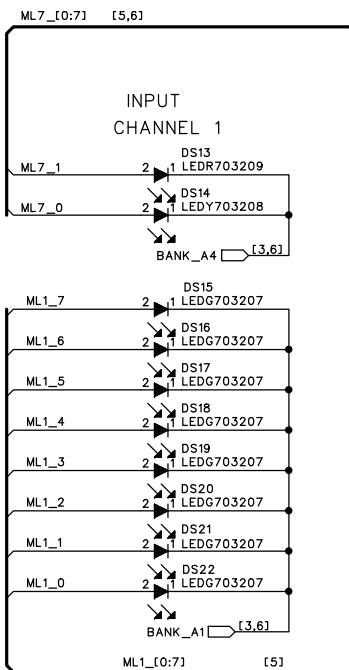 ML7_[0:7] [5,6]
INPUT
CHANNEL 1
DS13
ML7_1 2 1 LEDR703209
DS14
ML7_0 2 1 LEDY703208
BANK_A4 [3,6]
DS15
ML1_7 2 1 LEDG703207
DS16
ML1_6 2 1 LEDG703207
DS17
ML1_5 2 1 LEDG703207
DS18
ML1_4 2 1 LEDG703207
DS19
ML1_3 2 1 LEDG703207
DS20
ML1_2 2 1 LEDG703207
DS21
ML1_1 2 1 LEDG703207
DS22
ML1_0 2 1 LEDG703207
BANK_A1 [3,6]
ML1_[0:7] [5]